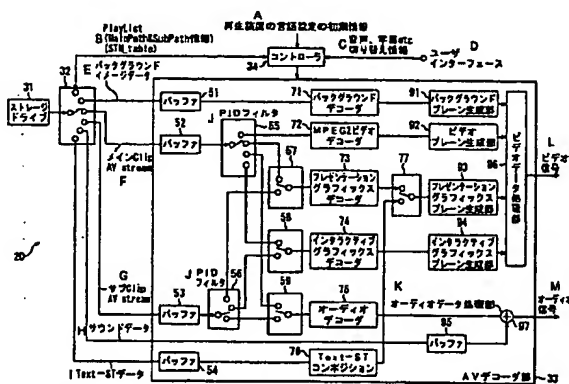 A
再生装置の言語設定の初期情報
PlayList
B (MainPath&SubPath情報)
(STN_table)
C 音声、字幕etc
切り替え情報
D
ユーザ
インターフェース
コントローラ
34
E
バックグラウンド
イメージデータ
31
ストレージ
ドライブ
32
バッファ
51
71
バックグラウンド
デコーダ
91
バックグラウンド
プレーン生成部
J PIDフィルタ
55
バッファ
52
72
MPEG2ビデオ
デコーダ
92
ビデオ
プレーン生成部
メインClip
AV stream
F
57
73
プレゼンテーション
グラフィックス
デコーダ
77
93
プレゼンテーション
グラフィックス
プレーン生成部
96
ビデオデータ処理部
L
ビデオ
信号
58
74
インタラクティブ
グラフィックス
デコーダ
94
インタラクティブ
グラフィックス
プレーン生成部
20
G
サブClip
AV stream
バッファ
53
J PID
フィルタ
56
59
75
オーディオ
デコーダ
K
オーディオデータ処理部
M
オーディオ
信号
97
H サウンドデータ
95
バッファ
I Text-STデータ
バッファ
54
76
Text-ST
コンポジション
AVデコーダ部
33